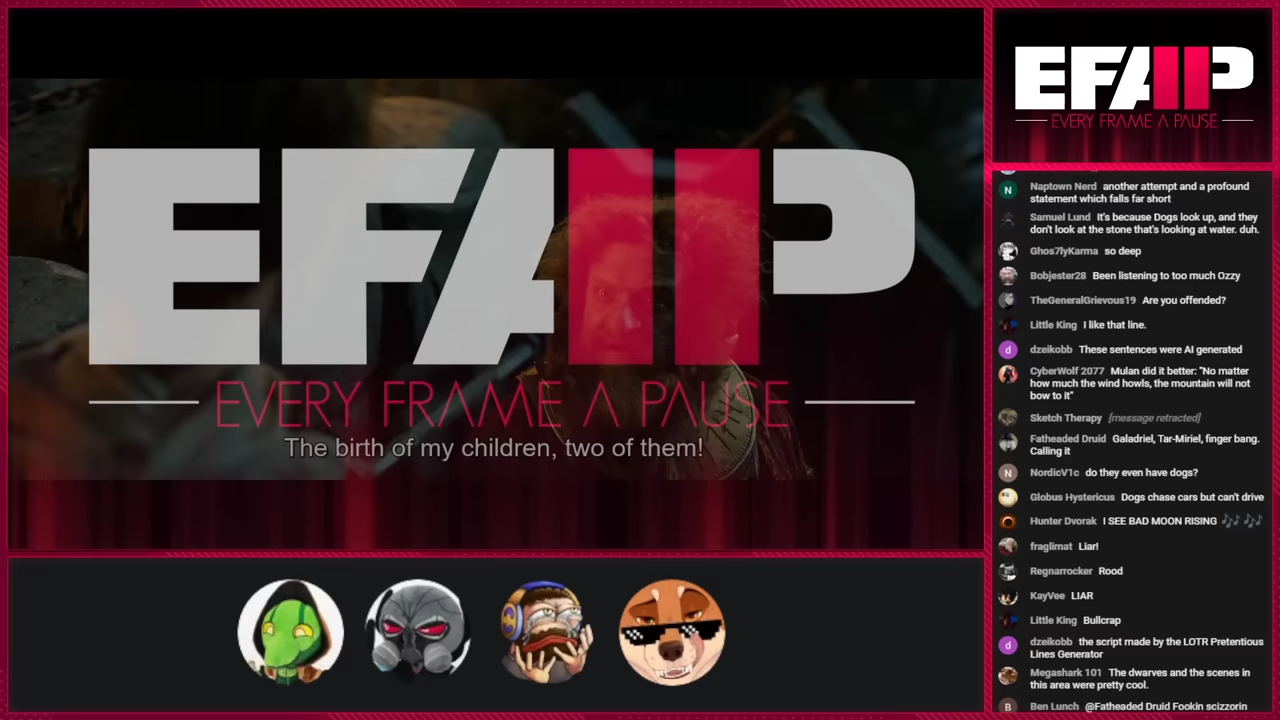 EFAP
EVERY FRAME A PAUSE
The birth of my children, two of them!
EFAP
EVERY FRAME A PAUSE
Naptown Nerd another attempt and a profound
statement which falls far short
Samuel Lund It's because Dogs look up, and they
don't look at the stone that's looking at water. duh.
Ghos7lyKarma so deep
Bobjester28 Been listening to too much Ozzy
TheGeneralGrievous19 Are you offended?
Little King I like that line.
dzeikobb These sentences were AI generated
CyberWolf 2077 Mulan did it better: "No matter
how much the wind howls, the mountain will not
bow to it"
Sketch Therapy [message retracted]
Fatheaded Druid Galadriel, Tar-Miriel, finger bang.
Calling it
NordicV1c do they even have dogs?
Globus Hystericus Dogs chase cars but can't drive
Hunter Dvorak I SEE BAD MOON RISING 🎶 🎶
fraglimat Liar!
Regnarrocker Rood
KayVee LIAR
Little King Bullcrap
dzeikobb the script made by the LOTR Pretentious
Lines Generator
Megashark 101 The dwarves and the scenes in
this area were pretty cool.
Ben Lunch @Fatheaded Druid Fookin scizzorin